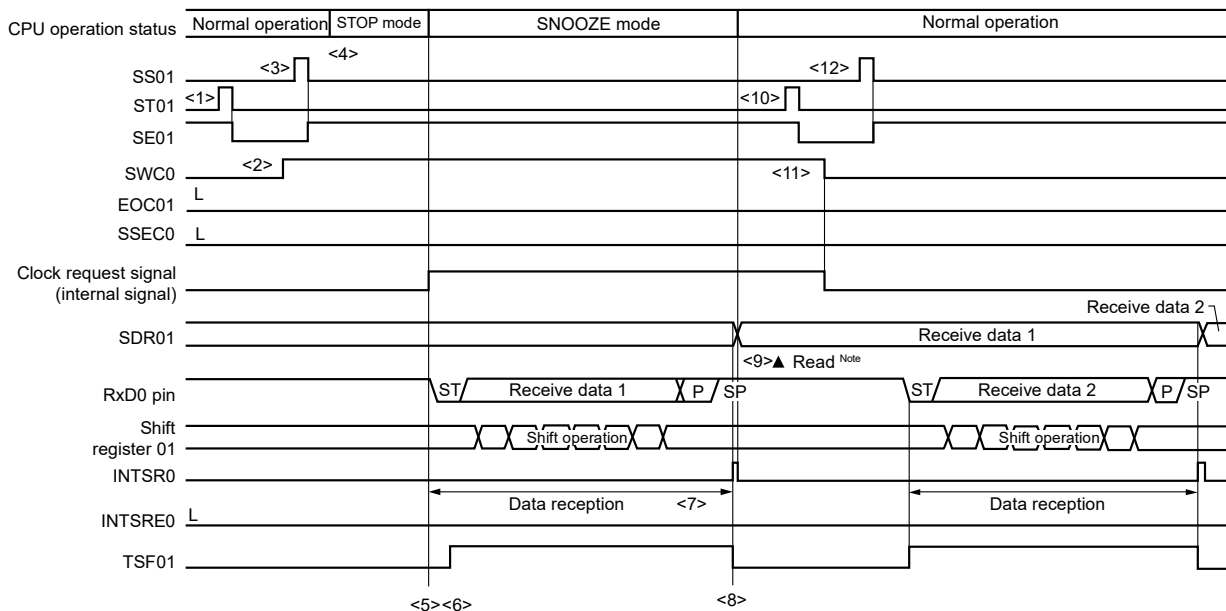 CPU operation status
Normal operation
STOP mode
SNOOZE mode
Normal operation
<4>
SS01
<3>
<12>
ST01
<1>
<10>
SE01
SWC0
<2>
<11>
EOC01
L
SSEC0
L
Clock request signal
(internal signal)
Receive data 2
SDR01
Receive data 1
<9>▲ Read Note
RxD0 pin
ST
Receive data 1
P
SP
ST
Receive data 2
P
SP
Shift
register 01
Shift operation
Shift operation
INTSR0
Data reception
<7>
Data reception
INTSRE0
L
TSF01
<5><6>
<8>